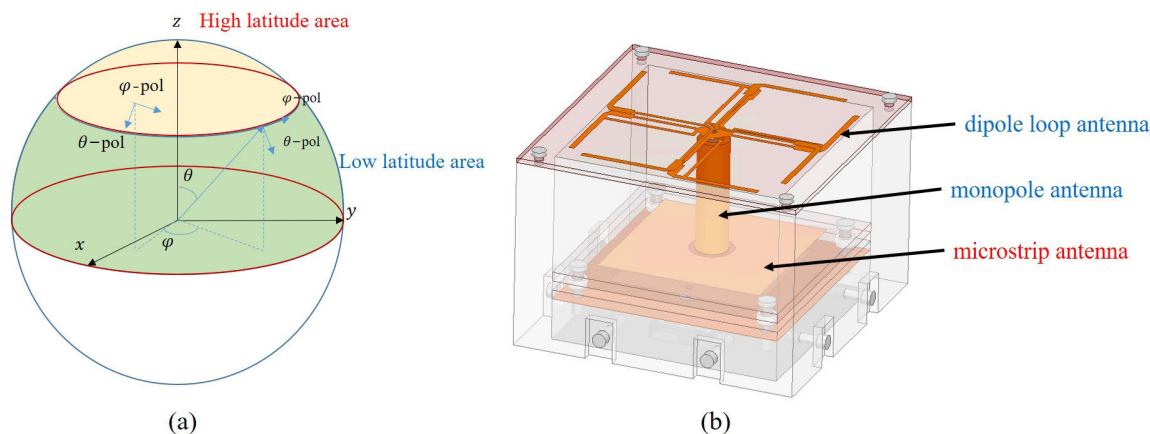 z
High latitude area
φ-pol
φ-pol
θ-pol
θ-pol
Low latitude area
θ
y
x
φ
(a)
dipole loop antenna
monopole antenna
microstrip antenna
(b)